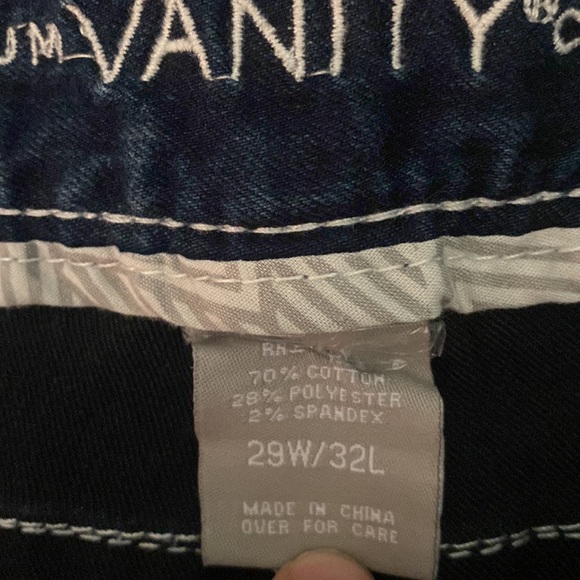 VANITY®
70% COTTON
28% POLYESTER
2% SPANDEX
29W/32L
MADE IN CHINA
OVER FOR CARE